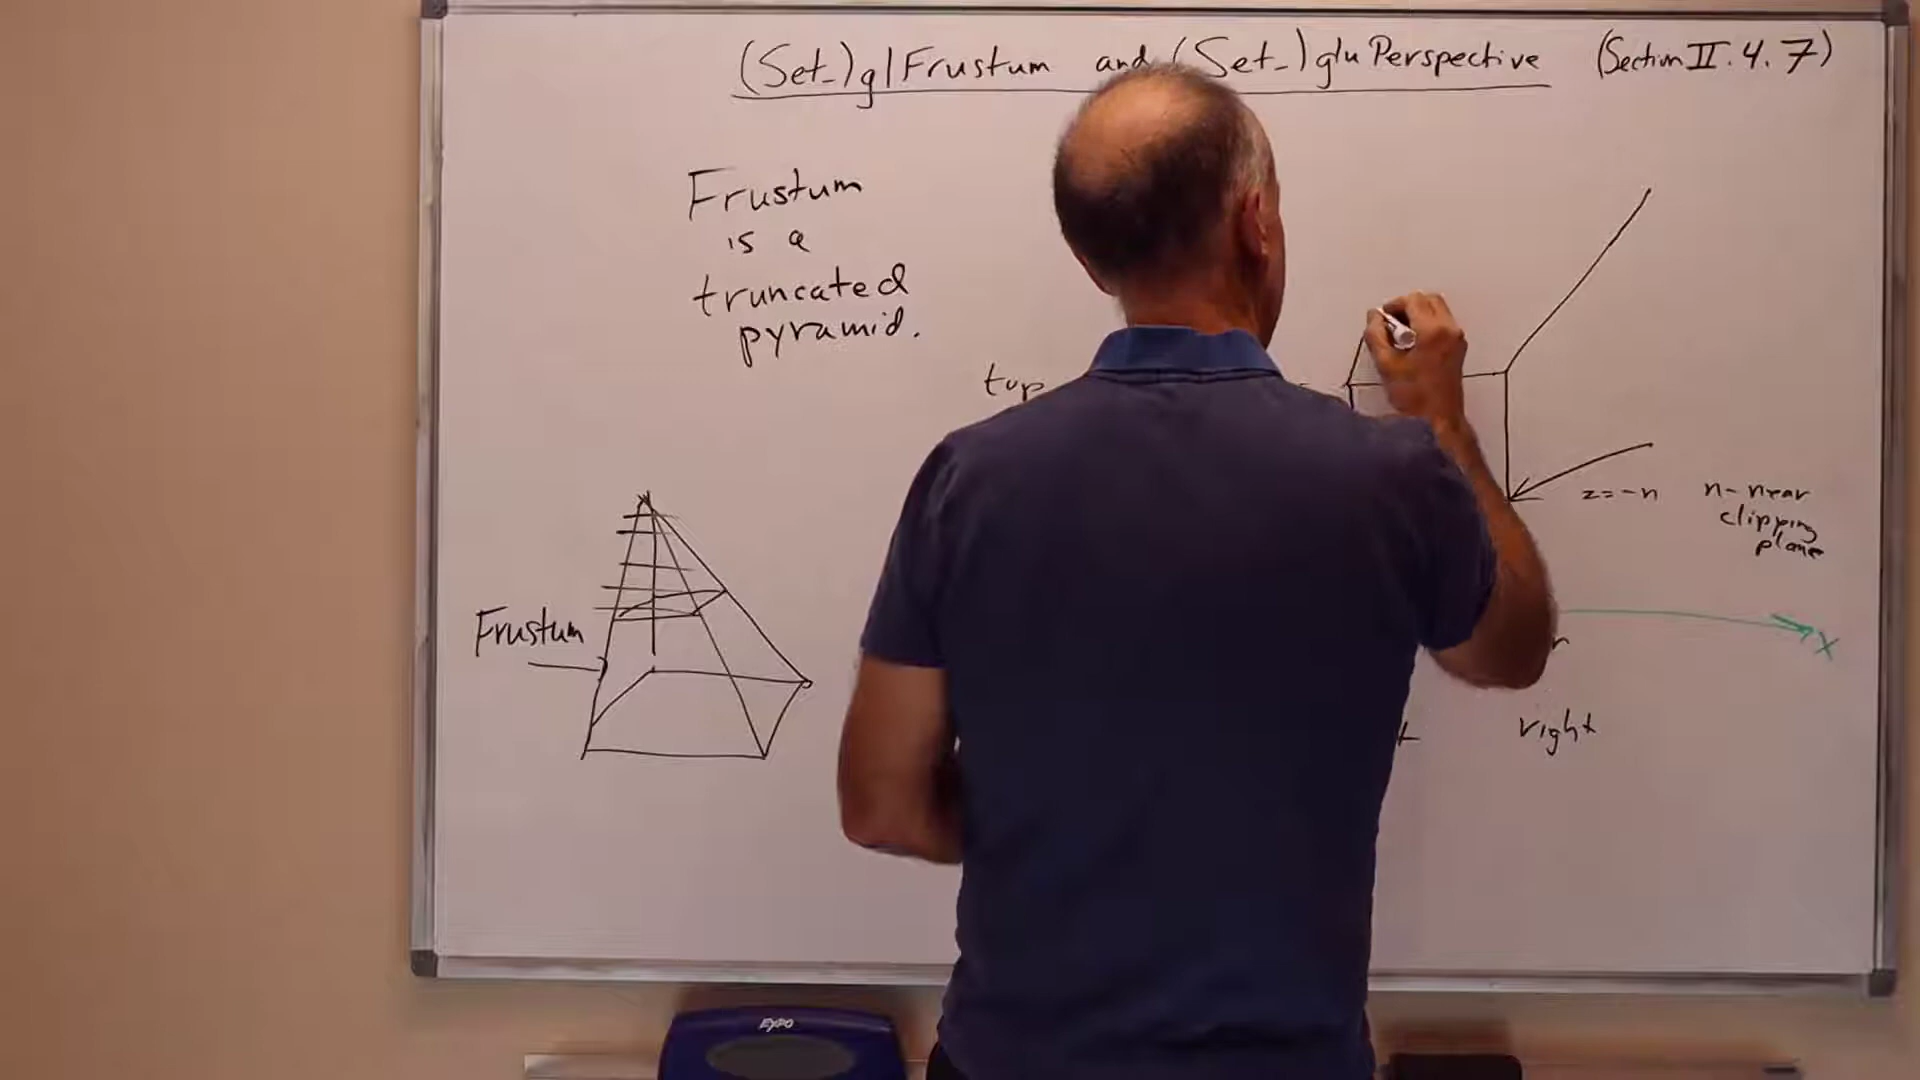 (Set_)glFrustum and (Set_)gluPerspective (Section II.4.7)
Frustum
is a
truncated
pyramid.
top
z=-n
n-near
clipping
plane
Frustum
x
right
EXPO